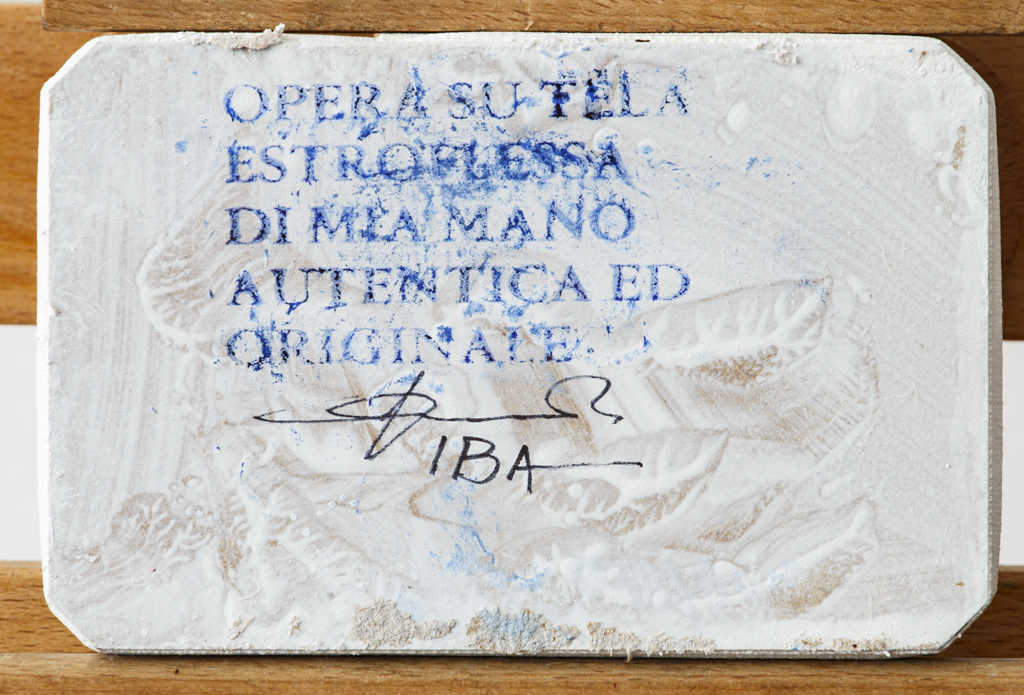 OPERA SU TELA
ESTROFLESSA
DI MIA MANO
AUTENTICA ED
ORIGINALE
IBA